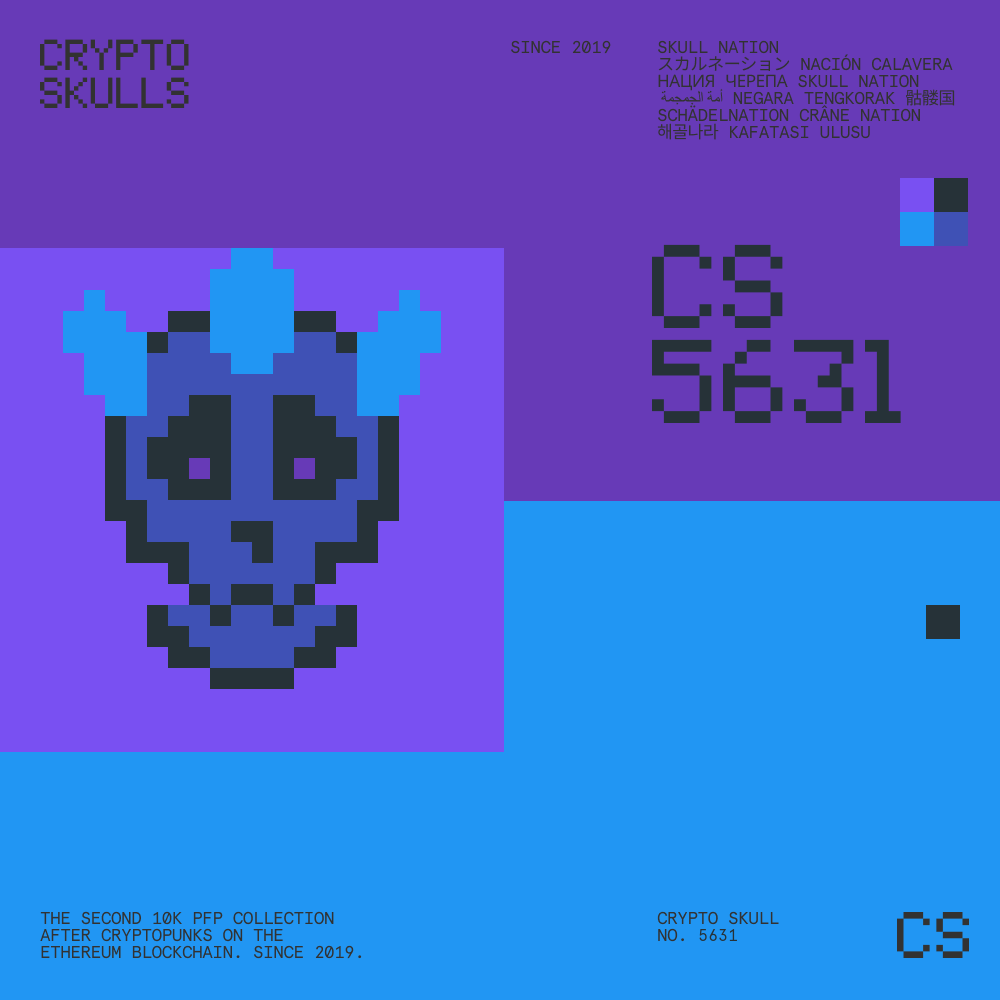 CRYPTO
SKULLS
SINCE 2019
SKULL NATION
スカルネーション NACIÓN CALAVERA
НАЦИЯ ЧЕРЕПА SKULL NATION
أمة الجمجمة NEGARA TENGKORAK 骷髅国
SCHÄDELNATION CRÂNE NATION
해골나라 KAFATASI ULUSU
CS
5631
THE SECOND 10K PFP COLLECTION
AFTER CRYPTOPUNKS ON THE
ETHEREUM BLOCKCHAIN. SINCE 2019.
CRYPTO SKULL
NO. 5631
CS